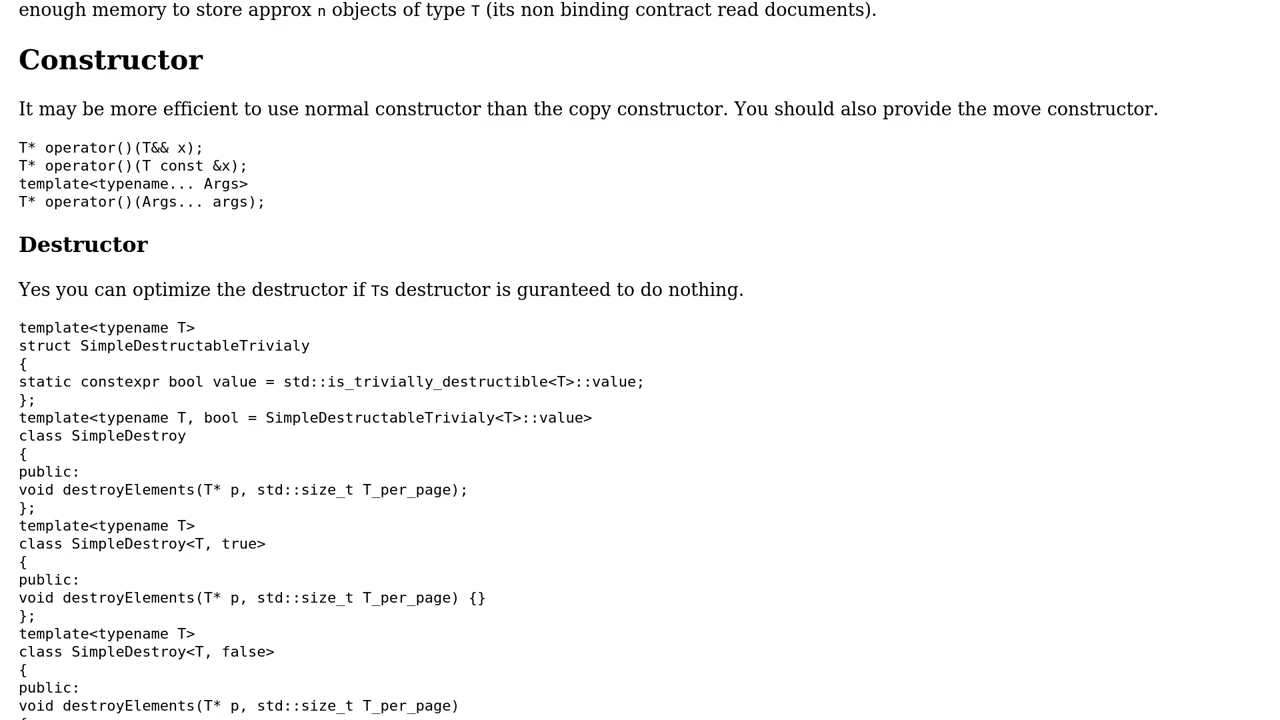 enough memory to store approx n objects of type T (its non binding contract read documents).
Constructor
It may be more efficient to use normal constructor than the copy constructor. You should also provide the move constructor.
T* operator()(T&& x);
T* operator()(T const &x);
template<typename... Args>
T* operator()(Args... args);
Destructor
Yes you can optimize the destructor if Ts destructor is guranteed to do nothing.
template<typename T>
struct SimpleDestructableTrivialy
{
static constexpr bool value = std::is_trivially_destructible<T>::value;
};
template<typename T, bool = SimpleDestructableTrivialy<T>::value>
class SimpleDestroy
{
public:
void destroyElements(T* p, std::size_t T_per_page);
};
template<typename T>
class SimpleDestroy<T, true>
{
public:
void destroyElements(T* p, std::size_t T_per_page) {}
};
template<typename T>
class SimpleDestroy<T, false>
{
public:
void destroyElements(T* p, std::size_t T_per_page)
{